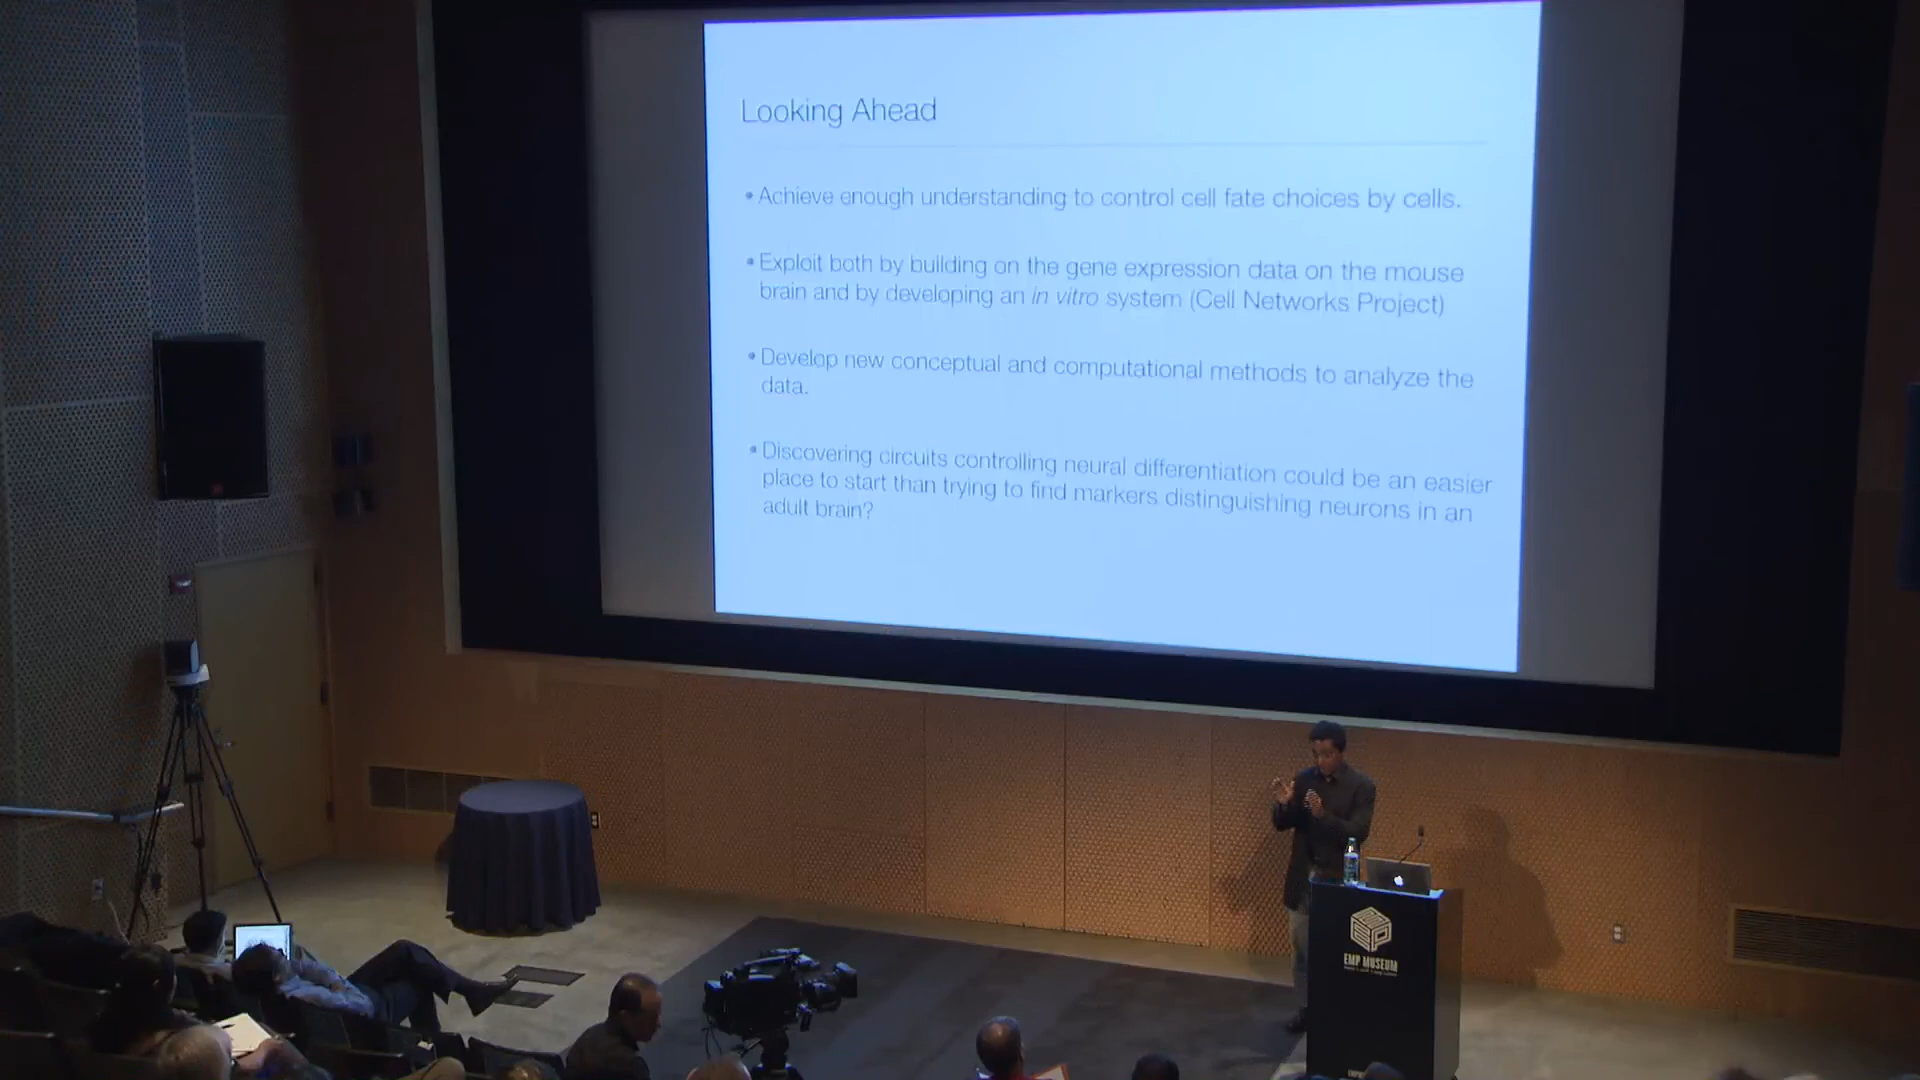 Looking Ahead
• Achieve enough understanding to control cell fate choices by cells.
• Exploit both by building on the gene expression data on the mouse
brain and by developing an in vitro system (Cell Networks Project)
• Develop new conceptual and computational methods to analyze the
data.
• Discovering circuits controlling neural differentiation could be an easier
place to start than trying to find markers distinguishing neurons in an
adult brain?
EMP MUSEUM